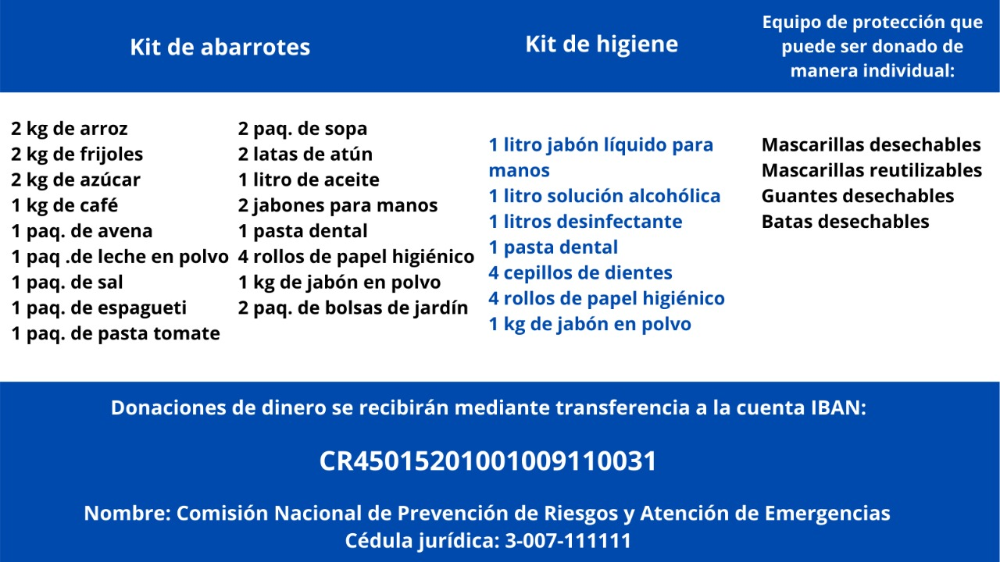 Kit de abarrotes
2 kg de arroz
2 kg de frijoles
2 kg de azúcar
1 kg de café
1 paq. de avena
1 paq .de leche en polvo
1 paq. de sal
1 paq. de espagueti
1 paq. de pasta tomate
2 paq. de sopa
2 latas de atún
1 litro de aceite
2 jabones para manos
1 pasta dental
4 rollos de papel higiénico
1 kg de jabón en polvo
2 paq. de bolsas de jardín
Kit de higiene
1 litro jabón líquido para
manos
1 litro solución alcohólica
1 litros desinfectante
1 pasta dental
4 cepillos de dientes
4 rollos de papel higiénico
1 kg de jabón en polvo
Equipo de protección que
puede ser donado de
manera individual:
Mascarillas desechables
Mascarillas reutilizables
Guantes desechables
Batas desechables
Donaciones de dinero se recibirán mediante transferencia a la cuenta IBAN:
CR45015201001009110031
Nombre: Comisión Nacional de Prevención de Riesgos y Atención de Emergencias
Cédula jurídica: 3-007-111111